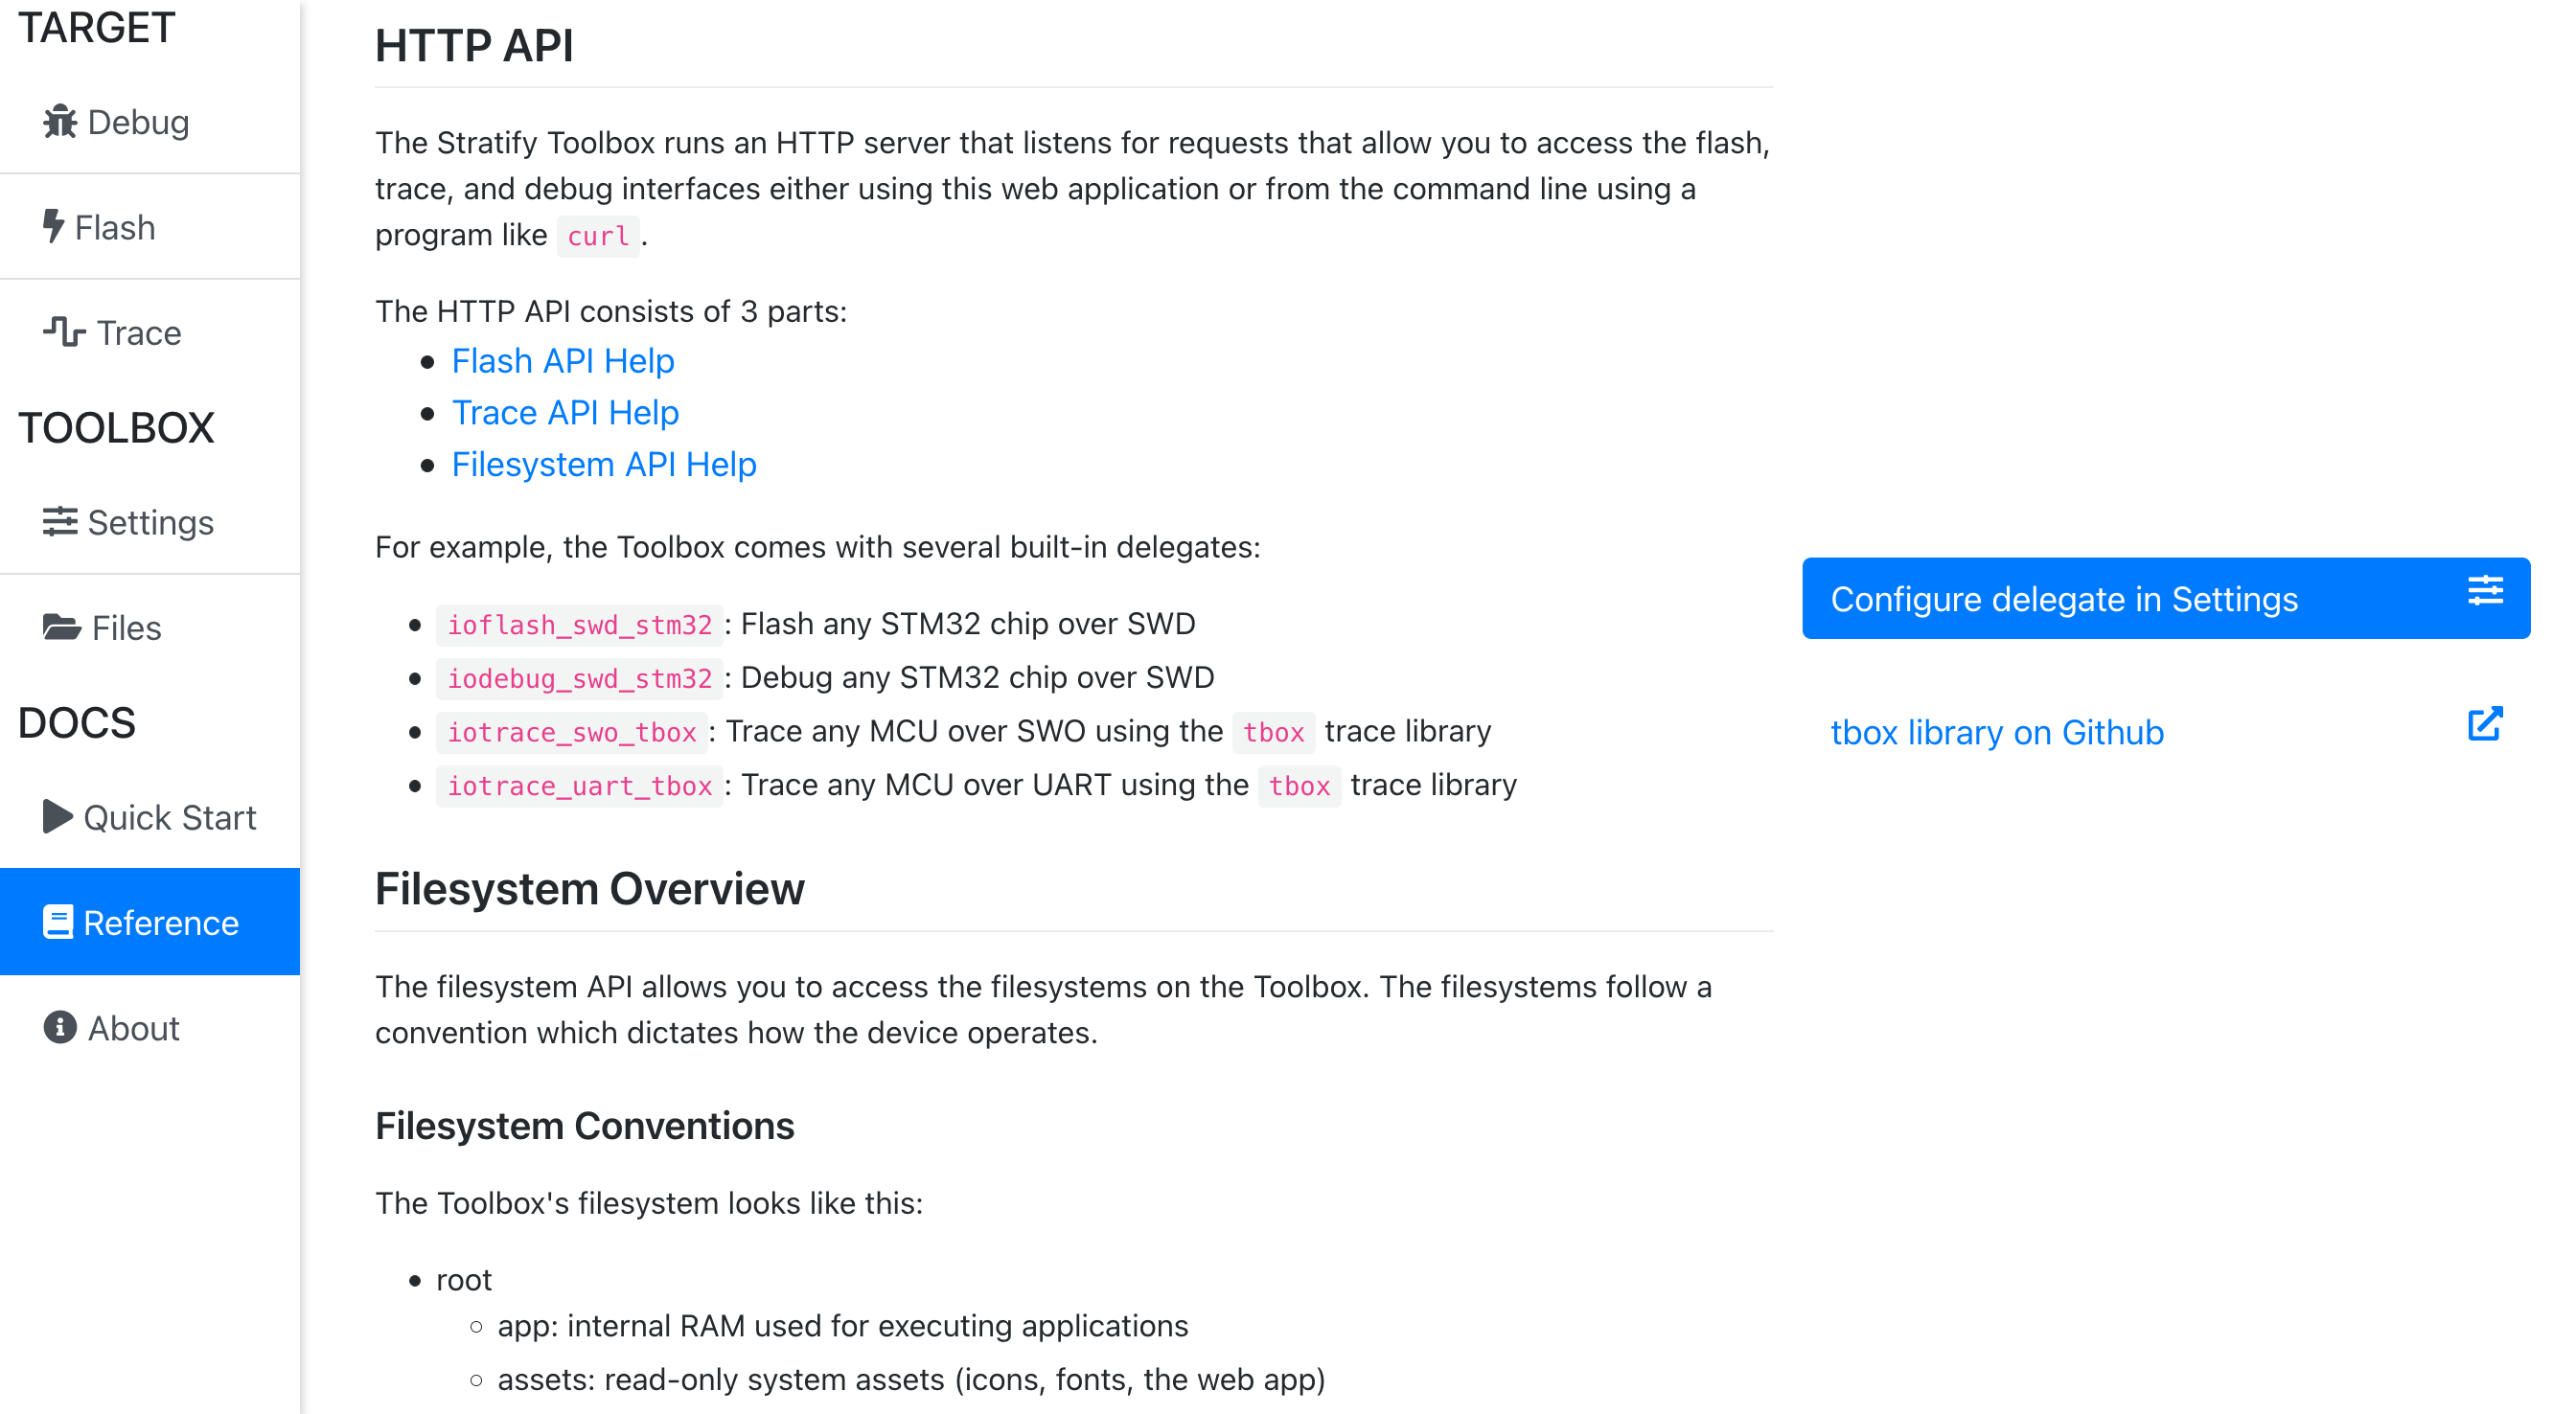 TARGET
Debug
Flash
Trace
TOOLBOX
Settings
Files
DOCS
Quick Start
Reference
About
HTTP API
The Stratify Toolbox runs an HTTP server that listens for requests that allow you to access the flash,
trace, and debug interfaces either using this web application or from the command line using a
program like curl.
The HTTP API consists of 3 parts:
Flash API Help
Trace API Help
Filesystem API Help
For example, the Toolbox comes with several built-in delegates:
ioflash_swd_stm32: Flash any STM32 chip over SWD
iodebug_swd_stm32: Debug any STM32 chip over SWD
iotrace_swo_tbox: Trace any MCU over SWO using the tbox trace library
iotrace_uart_tbox: Trace any MCU over UART using the tbox trace library
Filesystem Overview
The filesystem API allows you to access the filesystems on the Toolbox. The filesystems follow a
convention which dictates how the device operates.
Filesystem Conventions
The Toolbox's filesystem looks like this:
root
app: internal RAM used for executing applications
assets: read-only system assets (icons, fonts, the web app)
Configure delegate in Settings
tbox library on Github